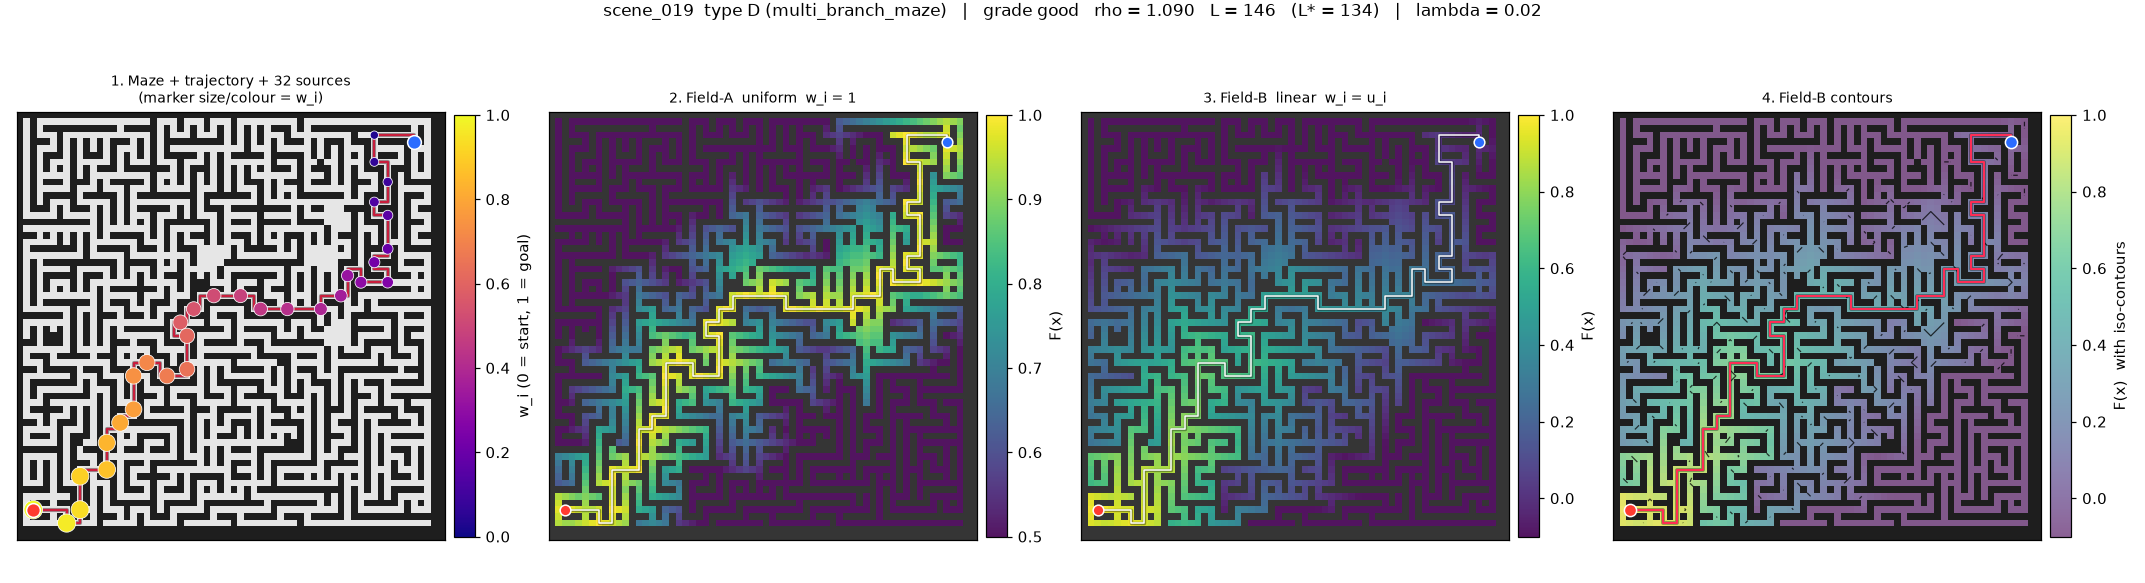 scene_019  type D (multi_branch_maze)   |   grade good   rho = 1.090   L = 146   (L* = 134)   |   lambda = 0.02
1. Maze + trajectory + 32 sources
(marker size/colour = w_i)
1.0
0.8
0.6
0.4
0.2
0.0
w_i (0 = start, 1 = goal)
2. Field-A  uniform  w_i = 1
1.0
0.9
0.8
0.7
0.6
0.5
F(x)
3. Field-B  linear  w_i = u_i
1.0
0.8
0.6
0.4
0.2
0.0
F(x)
4. Field-B contours
1.0
0.8
0.6
0.4
0.2
0.0
F(x)   with iso-contours